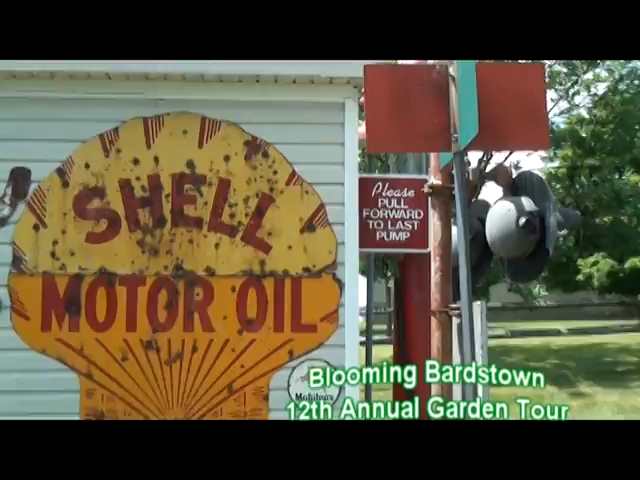 SHELL
MOTOR OIL
Please
PULL
FORWARD
TO LAST
PUMP
Blooming Bardstown
12th Annual Garden Tour